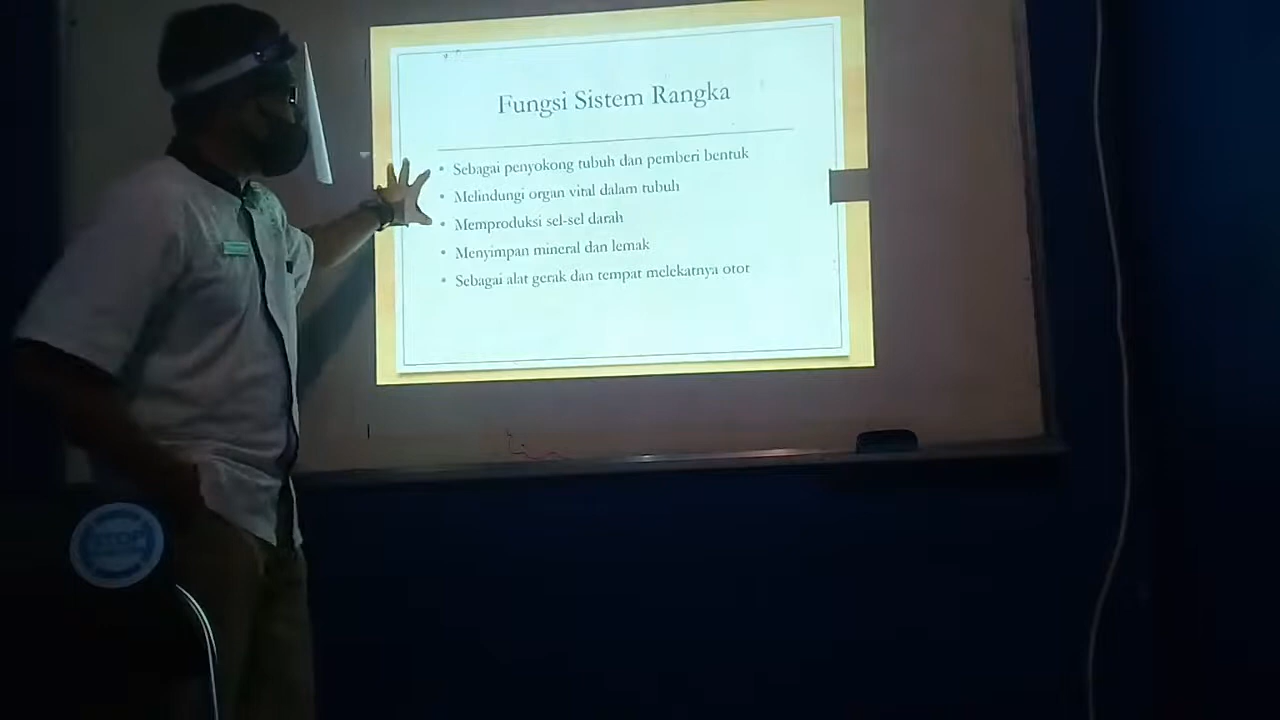 Fungsi Sistem Rangka
• Sebagai penyokong tubuh dan pemberi bentuk
• Melindungi organ vital dalam tubuh
• Memproduksi sel-sel darah
• Menyimpan mineral dan lemak
• Sebagai alat gerak dan tempat melekatnya otot
STOP